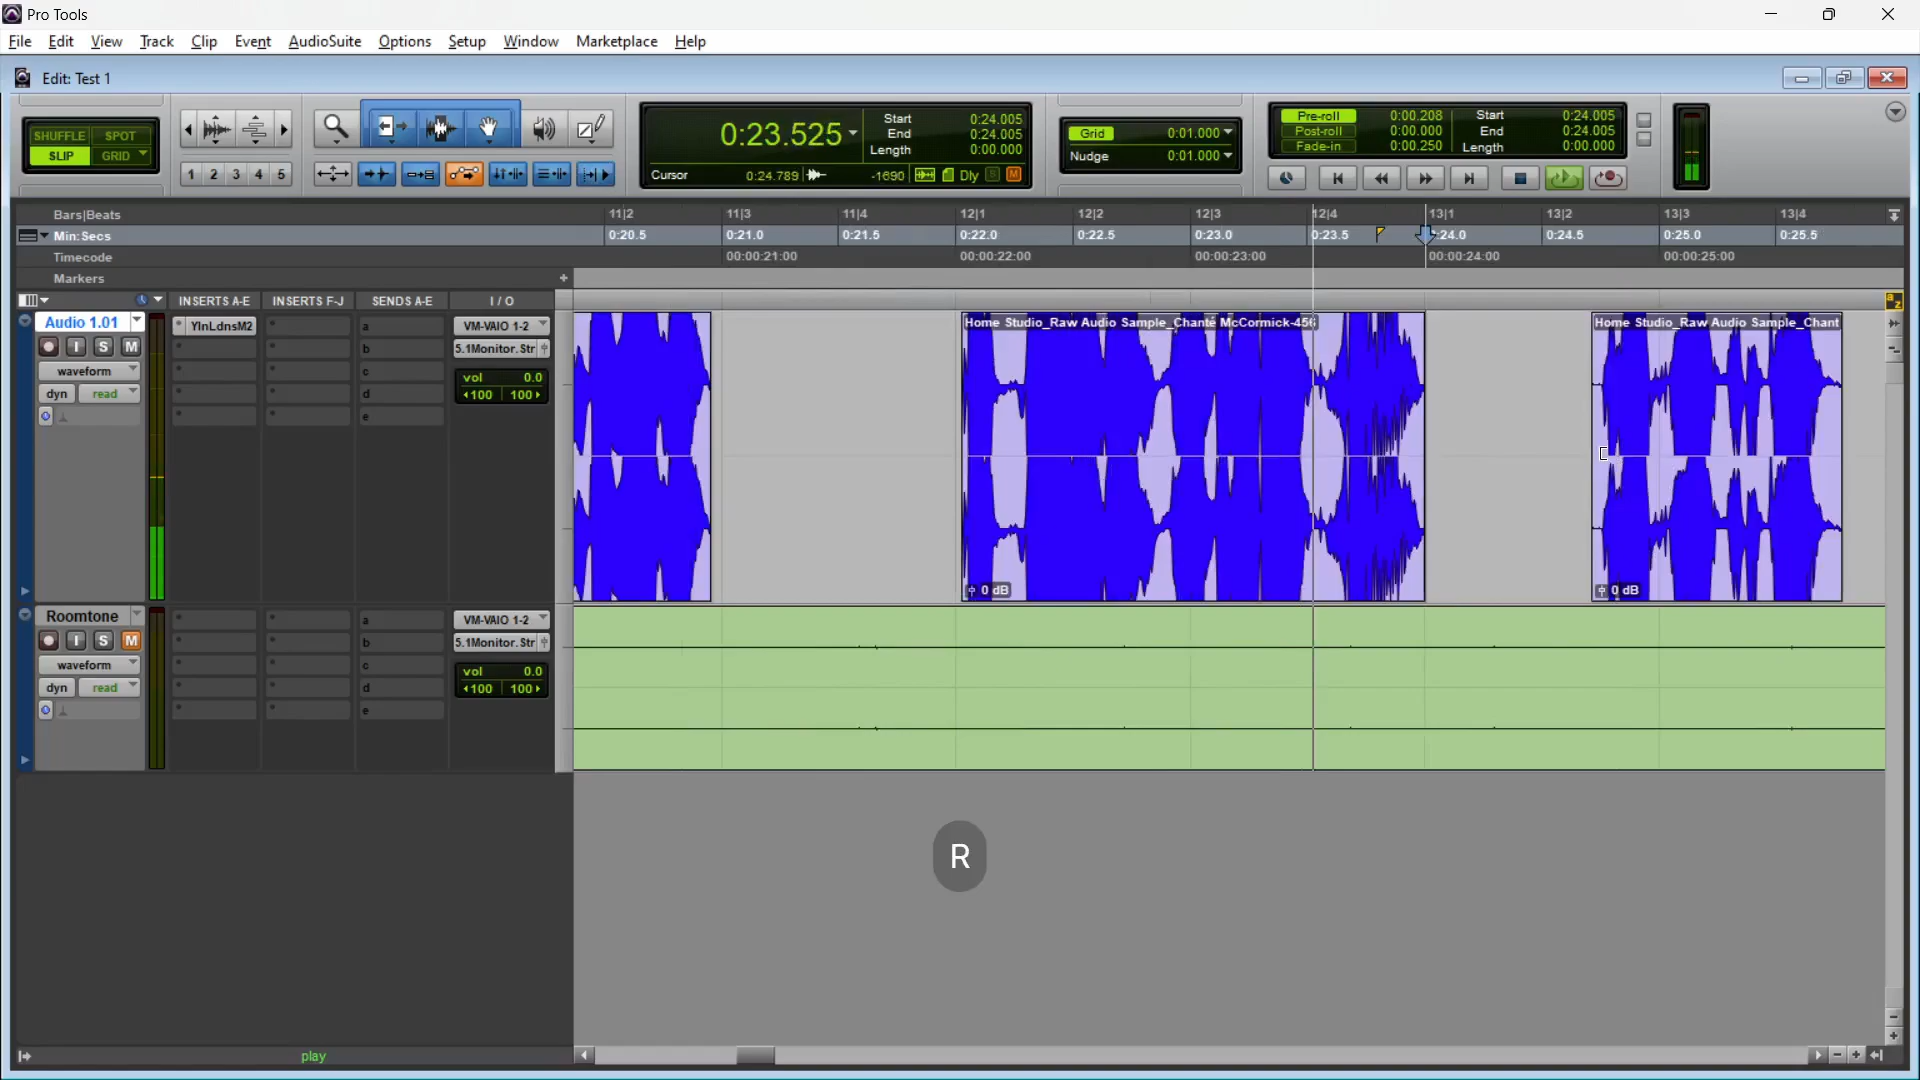 Pro Tools
File Edit View Track Clip Event AudioSuite Options Setup Window Marketplace Help
Edit: Test 1
SHUFFLE SPOT
SLIP GRID
1 2 3 4 5
0:23.525
Start 0:24.005
End 0:24.005
Length 0:00.000
Cursor 0:24.789 -1690 Dly S M
Grid 0:01.000
Nudge 0:01.000
Pre-roll 0:00.208 Start 0:24.005
Post-roll 0:00.000 End 0:24.005
Fade-in 0:00.250 Length 0:00.000
Bars|Beats 11|2 11|3 11|4 12|1 12|2 12|3 12|4 13|1 13|2 13|3 13|4
Min:Secs 0:20.5 0:21.0 0:21.5 0:22.0 0:22.5 0:23.0 0:23.5 :24.0 0:24.5 0:25.0 0:25.5
Timecode 00:00:21:00 00:00:22:00 00:00:23:00 00:00:24:00 00:00:25:00
Markers
INSERTS A-E INSERTS F-J SENDS A-E I / O
a z
Audio 1.01 YInLdnsM2 a VM-VAIO 1-2
I S M b 5.1Monitor.Str
waveform c vol 0.0
dyn read d 100 100
e
Home Studio_Raw Audio Sample_Chanté McCormick-456
Home Studio_Raw Audio Sample_Chant
0 dB
0 dB
Roomtone a VM-VAIO 1-2
I S M b 5.1Monitor.Str
waveform c vol 0.0
dyn read d 100 100
e
R
play